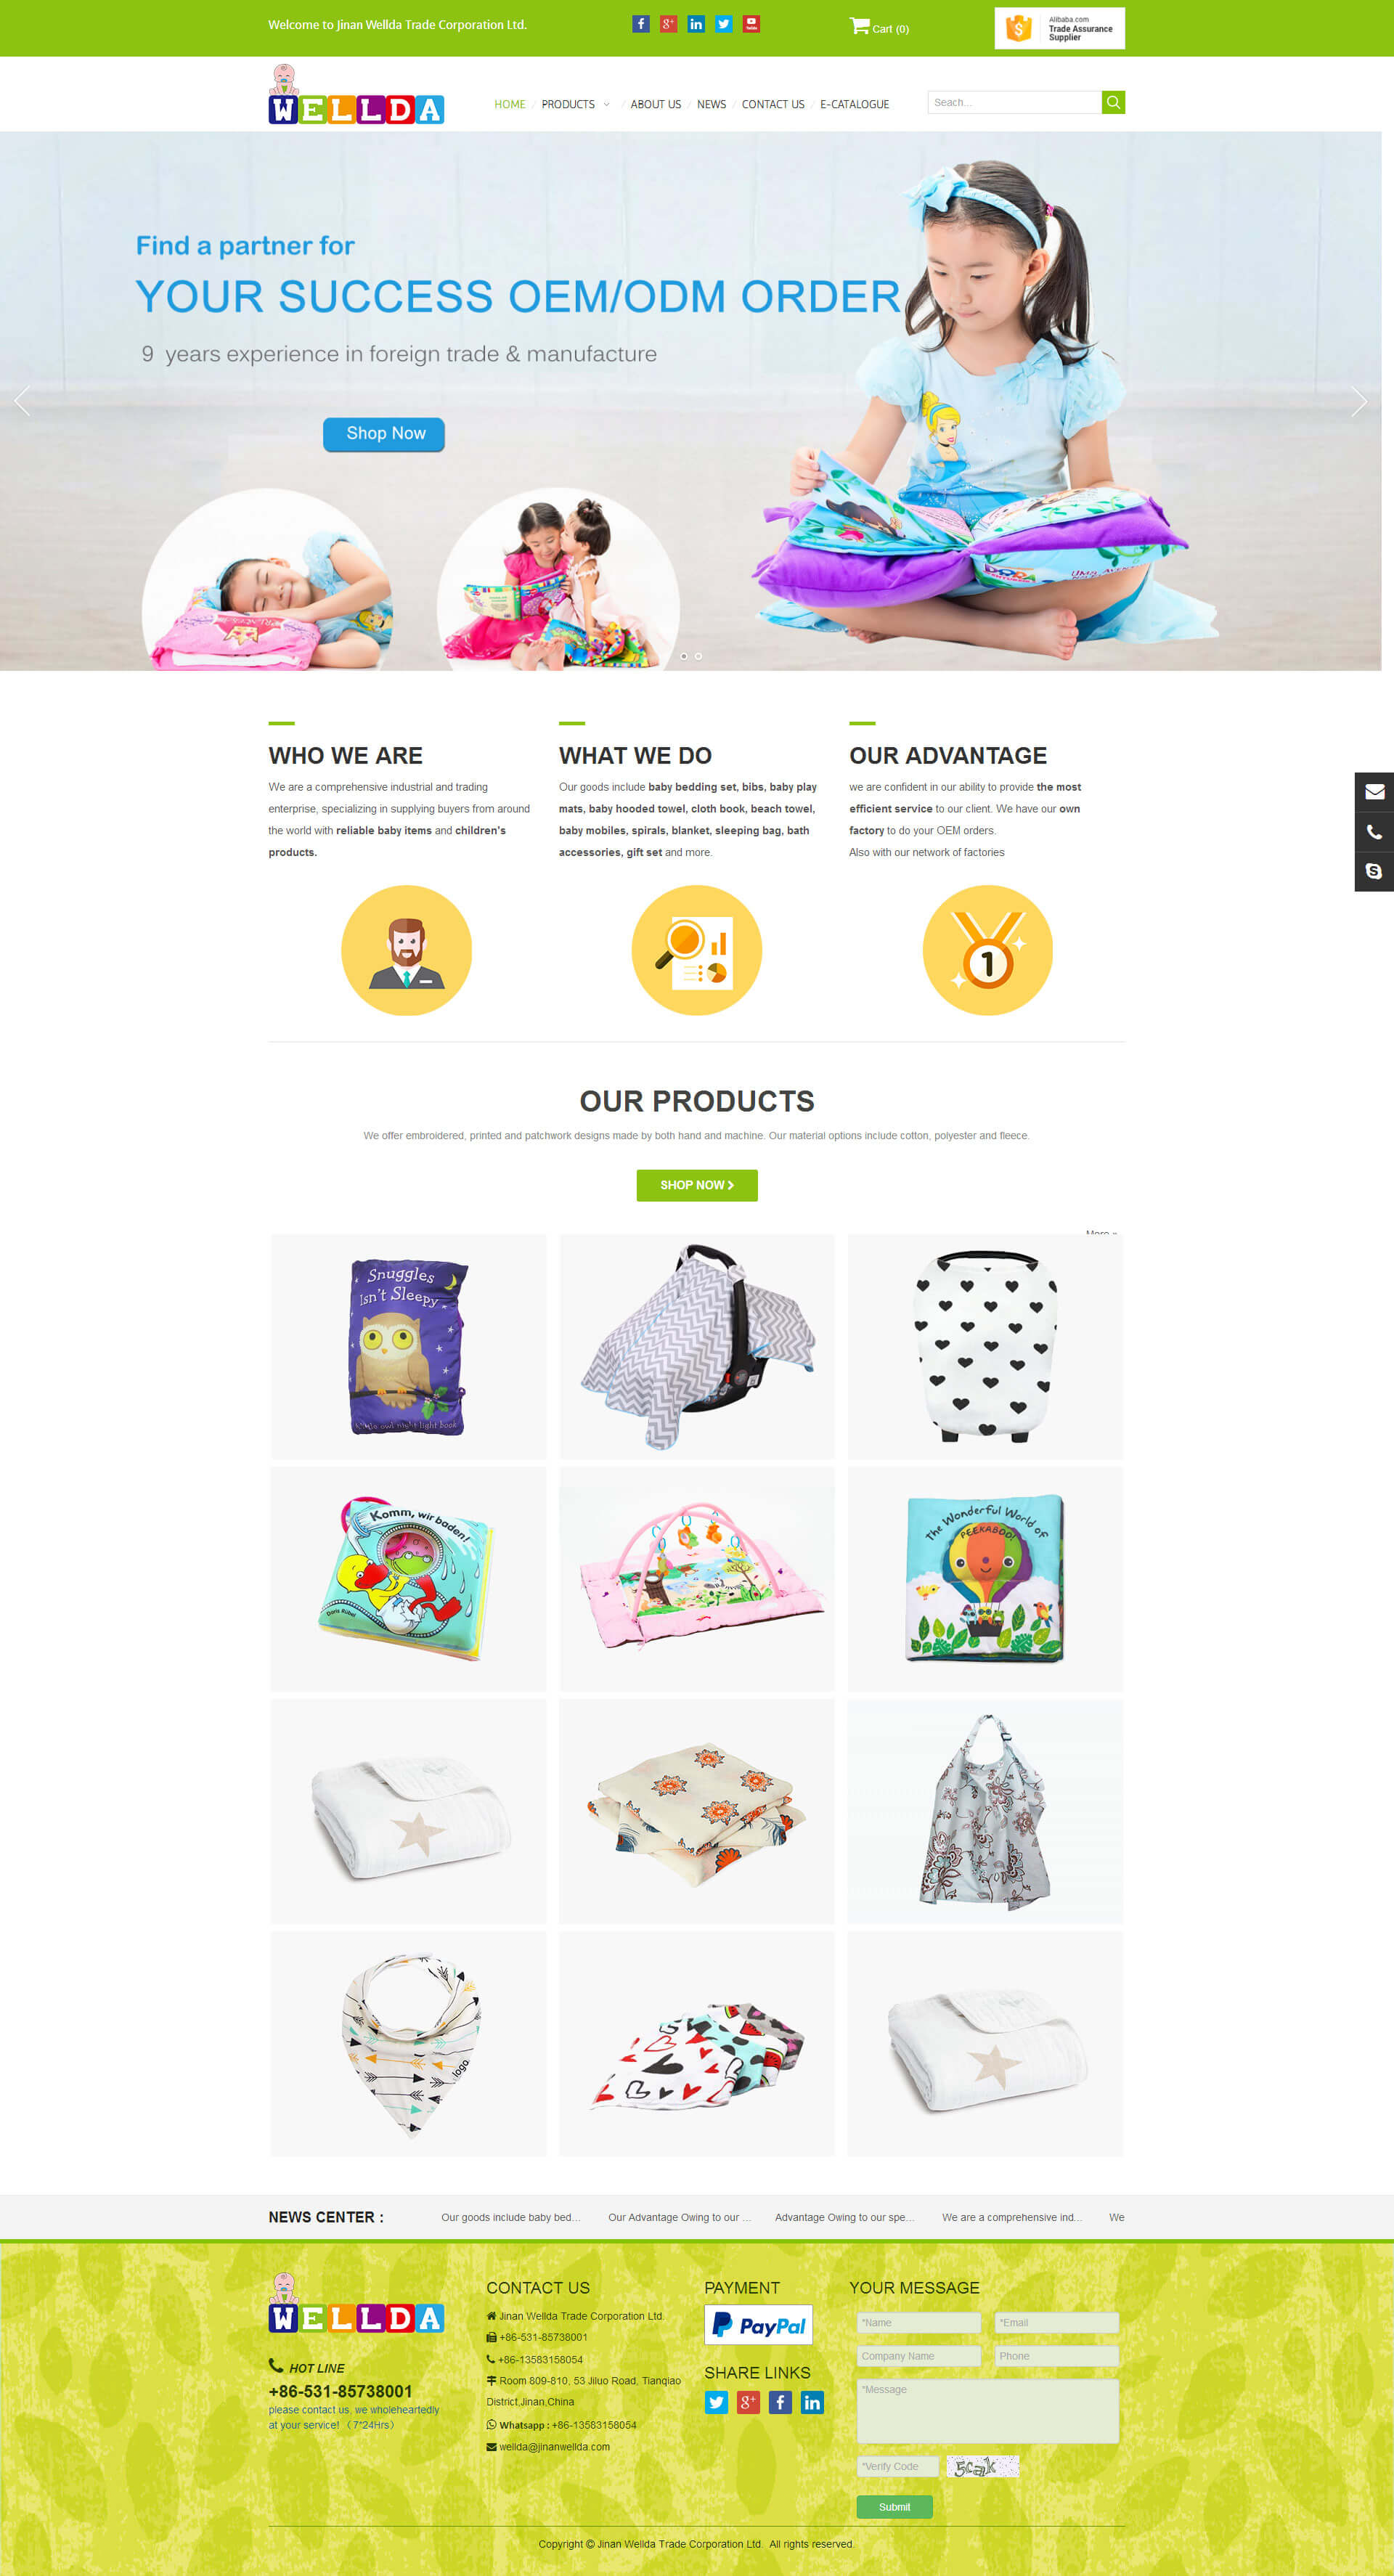 Welcome to Jinan Wellda Trade Corporation Ltd.
Cart (0)
Alibaba.com
Trade Assurance
Supplier
WELLDA
HOME / PRODUCTS / ABOUT US / NEWS / CONTACT US / E-CATALOGUE
Seach...
Find a partner for
YOUR SUCCESS OEM/ODM ORDER
9 years experience in foreign trade & manufacture
Shop Now
WHO WE ARE
We are a comprehensive industrial and trading
enterprise, specializing in supplying buyers from around
the world with reliable baby items and children's
products.
WHAT WE DO
Our goods include baby bedding set, bibs, baby play
mats, baby hooded towel, cloth book, beach towel,
baby mobiles, spirals, blanket, sleeping bag, bath
accessories, gift set and more.
OUR ADVANTAGE
we are confident in our ability to provide the most
efficient service to our client. We have our own
factory to do your OEM orders.
Also with our network of factories
1
OUR PRODUCTS
We offer embroidered, printed and patchwork designs made by both hand and machine. Our material options include cotton, polyester and fleece.
SHOP NOW
More »
Snuggles
Isn't Sleepy
owl night light book
Komm, wir baden!
Doris Rübel
The Wonderful World of
PEEKABOO!
logo
NEWS CENTER :
Our goods include baby bed...
Our Advantage Owing to our ...
Advantage Owing to our spe...
We are a comprehensive ind...
We
WELLDA
HOT LINE
+86-531-85738001
please contact us, we wholeheartedly
at your service! （7*24Hrs）
CONTACT US
Jinan Wellda Trade Corporation Ltd.
+86-531-85738001
+86-13583158054
Room 809-810, 53 Jiluo Road, Tianqiao
District,Jinan,China
Whatsapp : +86-13583158054
wellda@jinanwellda.com
PAYMENT
PayPal
SHARE LINKS
YOUR MESSAGE
*Name
*Email
Company Name
Phone
*Message
*Verify Code
5cak
Submit
Copyright © Jinan Wellda Trade Corporation Ltd. All rights reserved.